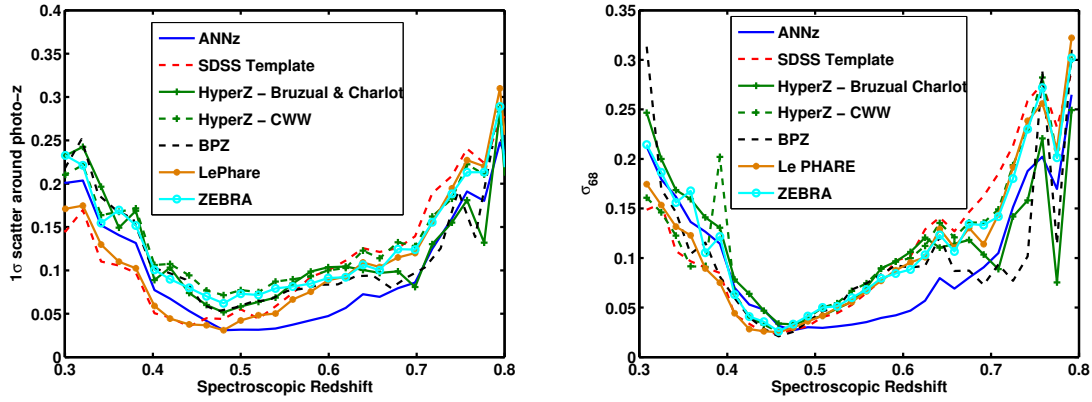 0.4
0.35
0.3
0.25
0.2
0.15
0.1
0.05
0
1σ scatter around photo−z
ANNz
SDSS Template
HyperZ − Bruzual & Charlot
HyperZ − CWW
BPZ
LePhare
ZEBRA
0.3 0.4 0.5 0.6 0.7 0.8
Spectroscopic Redshift
0.35
0.3
0.25
0.2
0.15
0.1
0.05
0
σ68
ANNz
SDSS Template
HyperZ − Bruzual Charlot
HyperZ − CWW
BPZ
Le PHARE
ZEBRA
0.3 0.4 0.5 0.6 0.7 0.8
Spectroscopic Redshift